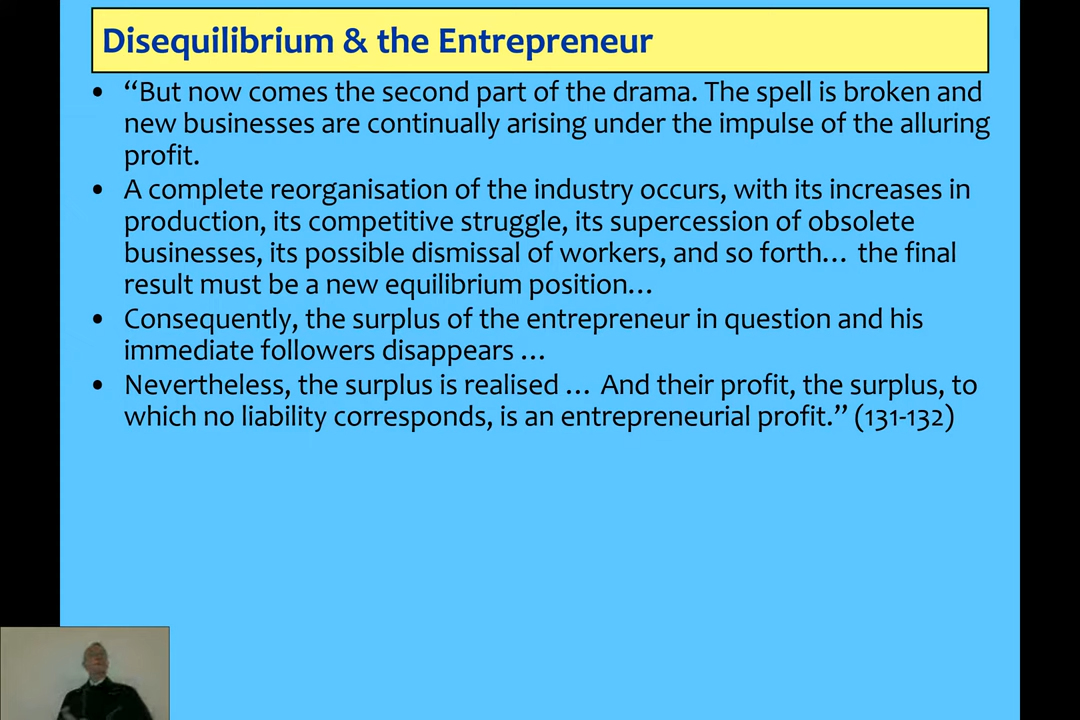 Disequilibrium & the Entrepreneur
• “But now comes the second part of the drama. The spell is broken and
new businesses are continually arising under the impulse of the alluring
profit.
• A complete reorganisation of the industry occurs, with its increases in
production, its competitive struggle, its supercession of obsolete
businesses, its possible dismissal of workers, and so forth… the final
result must be a new equilibrium position…
• Consequently, the surplus of the entrepreneur in question and his
immediate followers disappears …
• Nevertheless, the surplus is realised … And their profit, the surplus, to
which no liability corresponds, is an entrepreneurial profit.” (131-132)